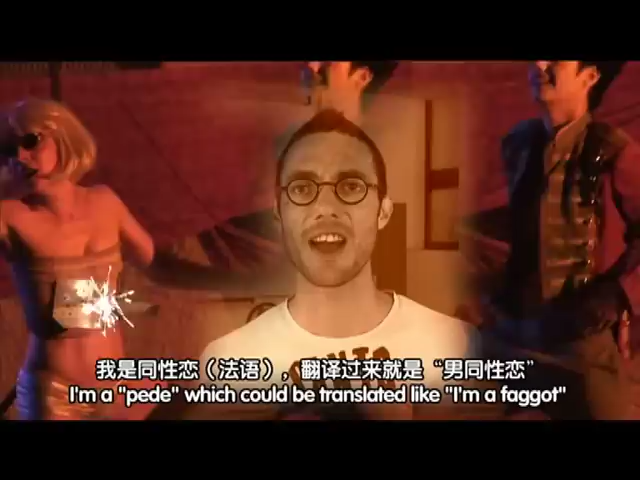 我是同性恋（法语），翻译过来就是“男同性恋”
I'm a "pede" which could be translated like "I'm a faggot"